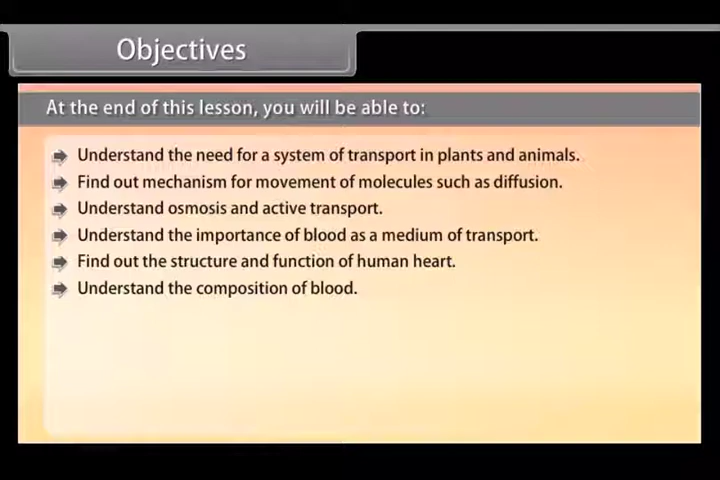 Objectives
At the end of this lesson, you will be able to:
Understand the need for a system of transport in plants and animals.
Find out mechanism for movement of molecules such as diffusion.
Understand osmosis and active transport.
Understand the importance of blood as a medium of transport.
Find out the structure and function of human heart.
Understand the composition of blood.